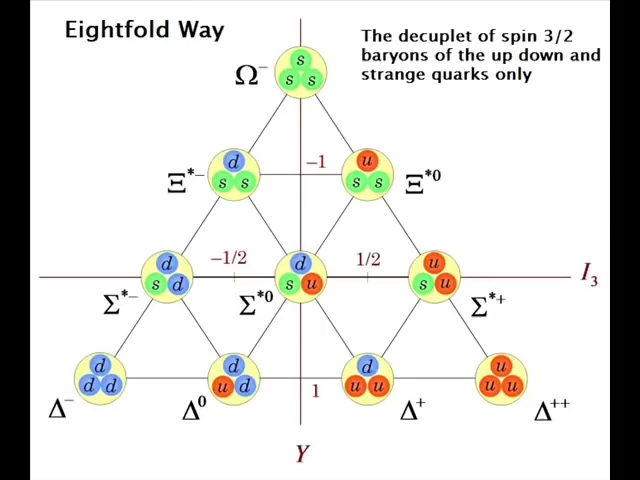 Eightfold Way
The decuplet of spin 3/2
baryons of the up down and
strange quarks only
s
s s
Ω⁻
d
s s
Ξ*⁻
−1
u
s s
Ξ*⁰
d
s d
Σ*⁻
−1/2
d
s u
Σ*⁰
1/2
u
s u
Σ*⁺
I₃
d
d d
Δ⁻
d
u d
Δ⁰
1
d
u u
Δ⁺
u
u u
Δ⁺⁺
Y